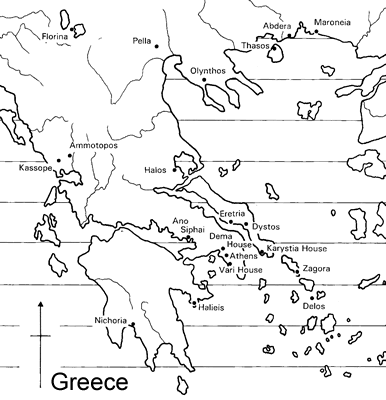 Abdera
Maroneia
Florina
Pella
Thasos
Olynthos
Ammotopos
Kassope
Halos
Eretria
Ano
Siphai
Dystos
Dema
House
Karystia House
Athens
Vari House
Zagora
Halieis
Delos
Nichoria
Greece